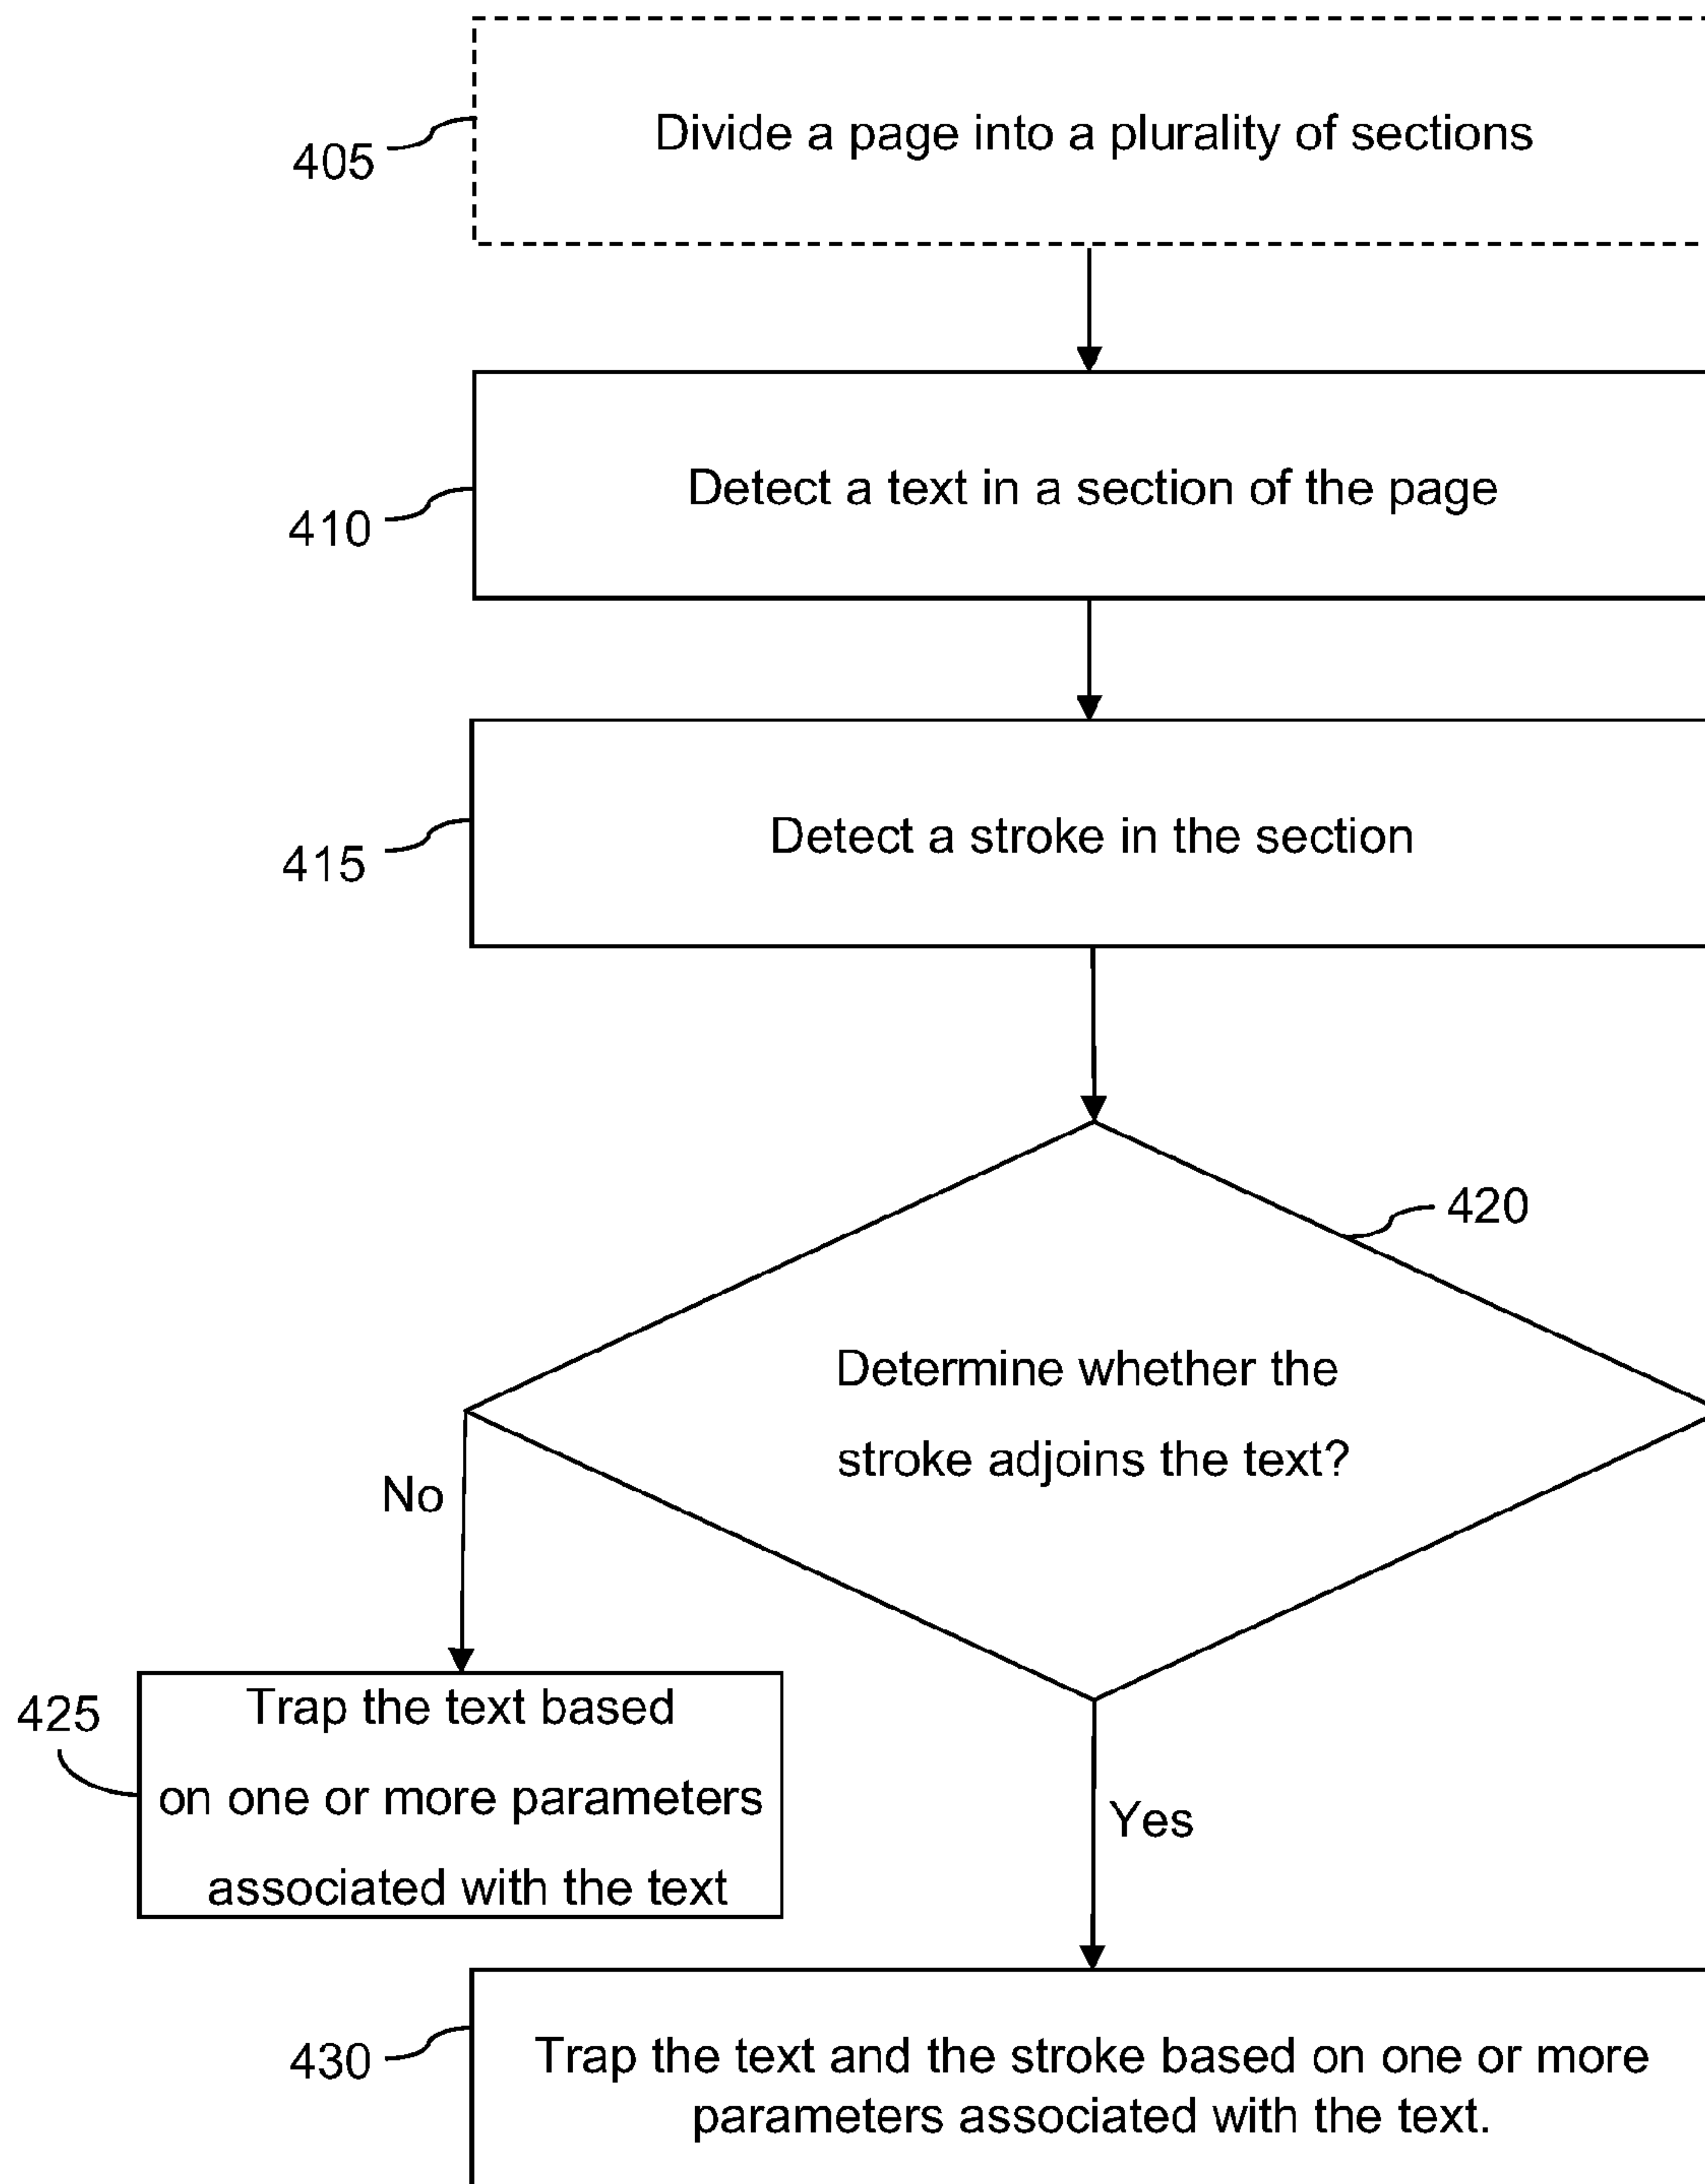 Divide a page into a plurality of sections
405
Detect a text in a section of the page
410
Detect a stroke in the section
415
420
Determine whether the
stroke adjoins the text?
No
Trap the text based
425
on one or more parameters
associated with the text
Yes
430
Trap the text and the stroke based on one or more
parameters associated with the text.